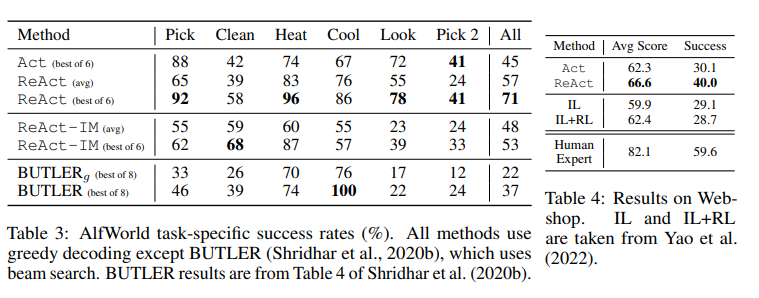 Method Pick Clean Heat Cool Look Pick 2 All
Act (best of 6) 88 42 74 67 72 41 45
ReAct (avg) 65 39 83 76 55 24 57
ReAct (best of 6) 92 58 96 86 78 41 71
ReAct-IM (avg) 55 59 60 55 23 24 48
ReAct-IM (best of 6) 62 68 87 57 39 33 53
BUTLERg (best of 8) 33 26 70 76 17 12 22
BUTLER (best of 8) 46 39 74 100 22 24 37
Table 3: AlfWorld task-specific success rates (%). All methods use
greedy decoding except BUTLER (Shridhar et al., 2020b), which uses
beam search. BUTLER results are from Table 4 of Shridhar et al. (2020b).
Method Avg Score Success
Act 62.3 30.1
ReAct 66.6 40.0
IL 59.9 29.1
IL+RL 62.4 28.7
Human
Expert 82.1 59.6
Table 4: Results on Web-
shop. IL and IL+RL
are taken from Yao et al.
(2022).